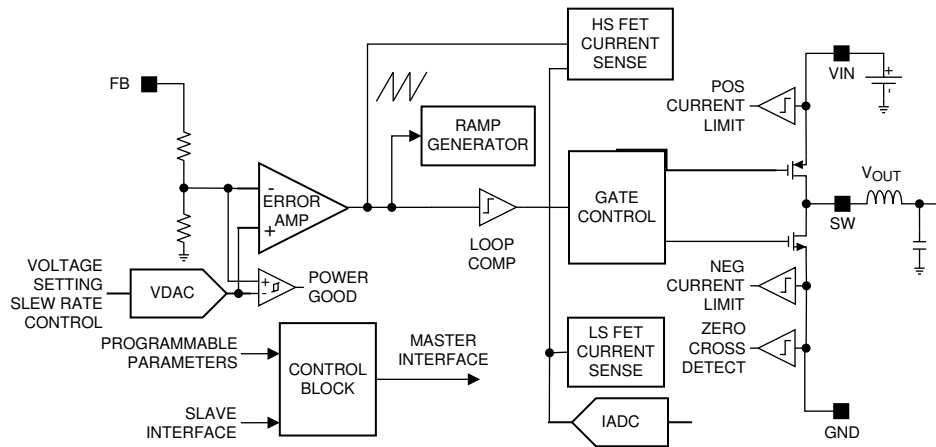 HS FET
CURRENT
SENSE
FB
VIN
+
-
POS
CURRENT
LIMIT
RAMP
GENERATOR
-
ERROR
AMP
+
GATE
CONTROL
VOUT
SW
LOOP
COMP
VOLTAGE
SETTING
SLEW RATE
CONTROL
VDAC
+
-
POWER
GOOD
NEG
CURRENT
LIMIT
PROGRAMMABLE
PARAMETERS
CONTROL
BLOCK
MASTER
INTERFACE
LS FET
CURRENT
SENSE
ZERO
CROSS
DETECT
SLAVE
INTERFACE
IADC
GND